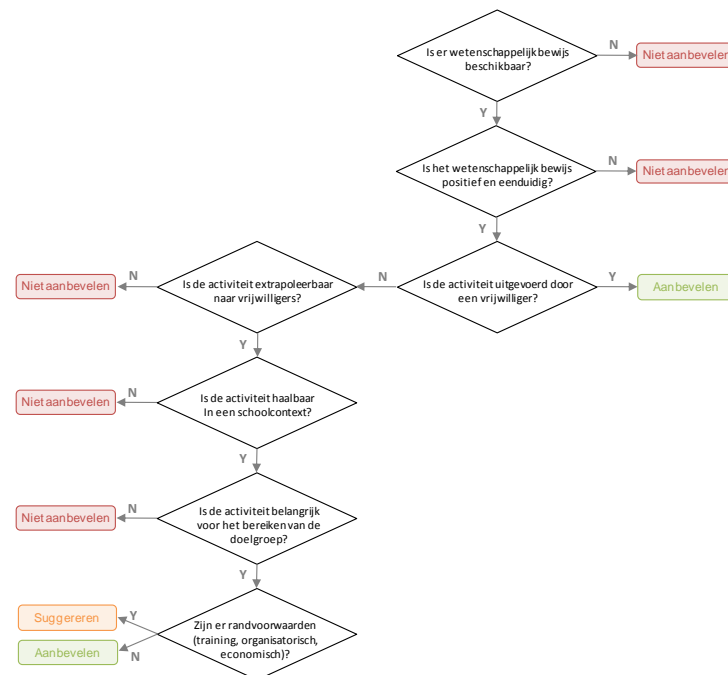 Is er wetenschappelijk bewijs
beschikbaar?
N
Niet aanbevelen
Y
Is het wetenschappelijk bewijs
positief en eenduidig?
N
Niet aanbevelen
Y
Is de activiteit uitgevoerd door
een vrijwilliger?
Y
Aanbevelen
N
Is de activiteit extrapoleerbaar
naar vrijwilligers?
N
Niet aanbevelen
Y
Is de activiteit haalbaar
In een schoolcontext?
N
Niet aanbevelen
Y
Is de activiteit belangrijk
voor het bereiken van de
doelgroep?
N
Niet aanbevelen
Y
Zijn er randvoorwaarden
(training, organisatorisch,
economisch)?
Y
Suggereren
N
Aanbevelen